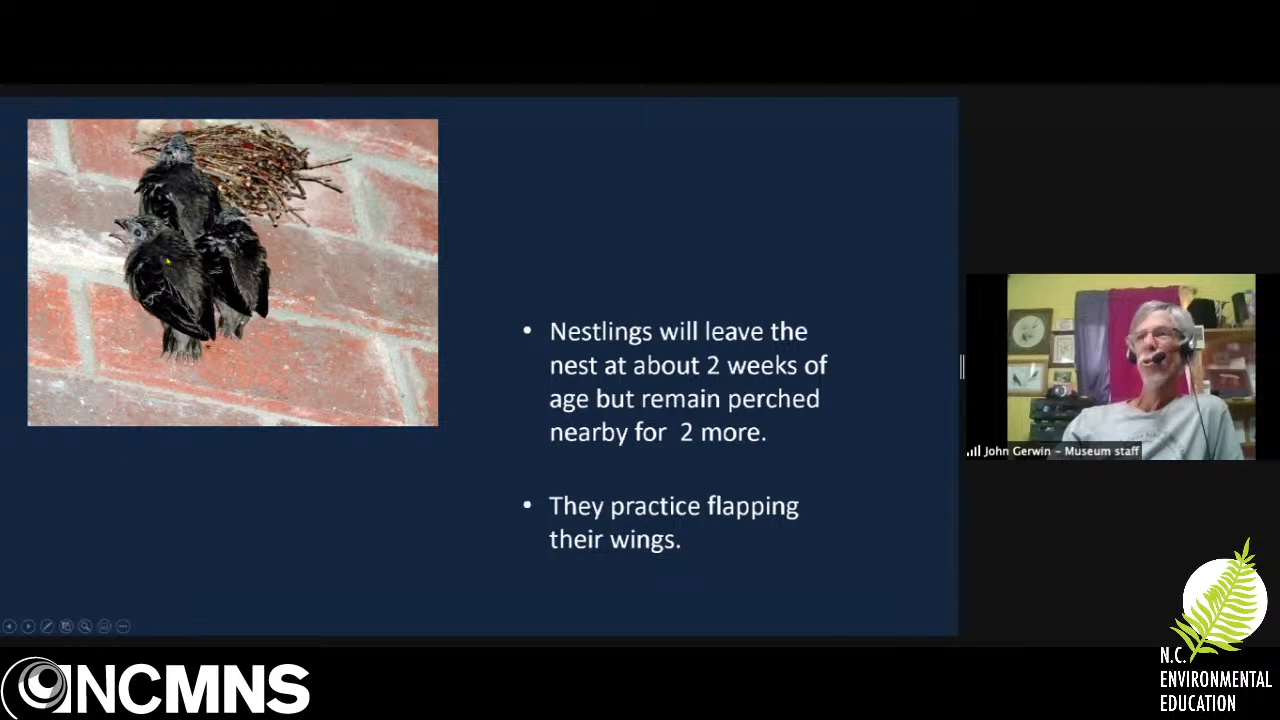 • Nestlings will leave the
nest at about 2 weeks of
age but remain perched
nearby for  2 more.
• They practice flapping
their wings.
John Gerwin - Museum staff
NCMNS
N.C.
ENVIRONMENTAL
EDUCATION